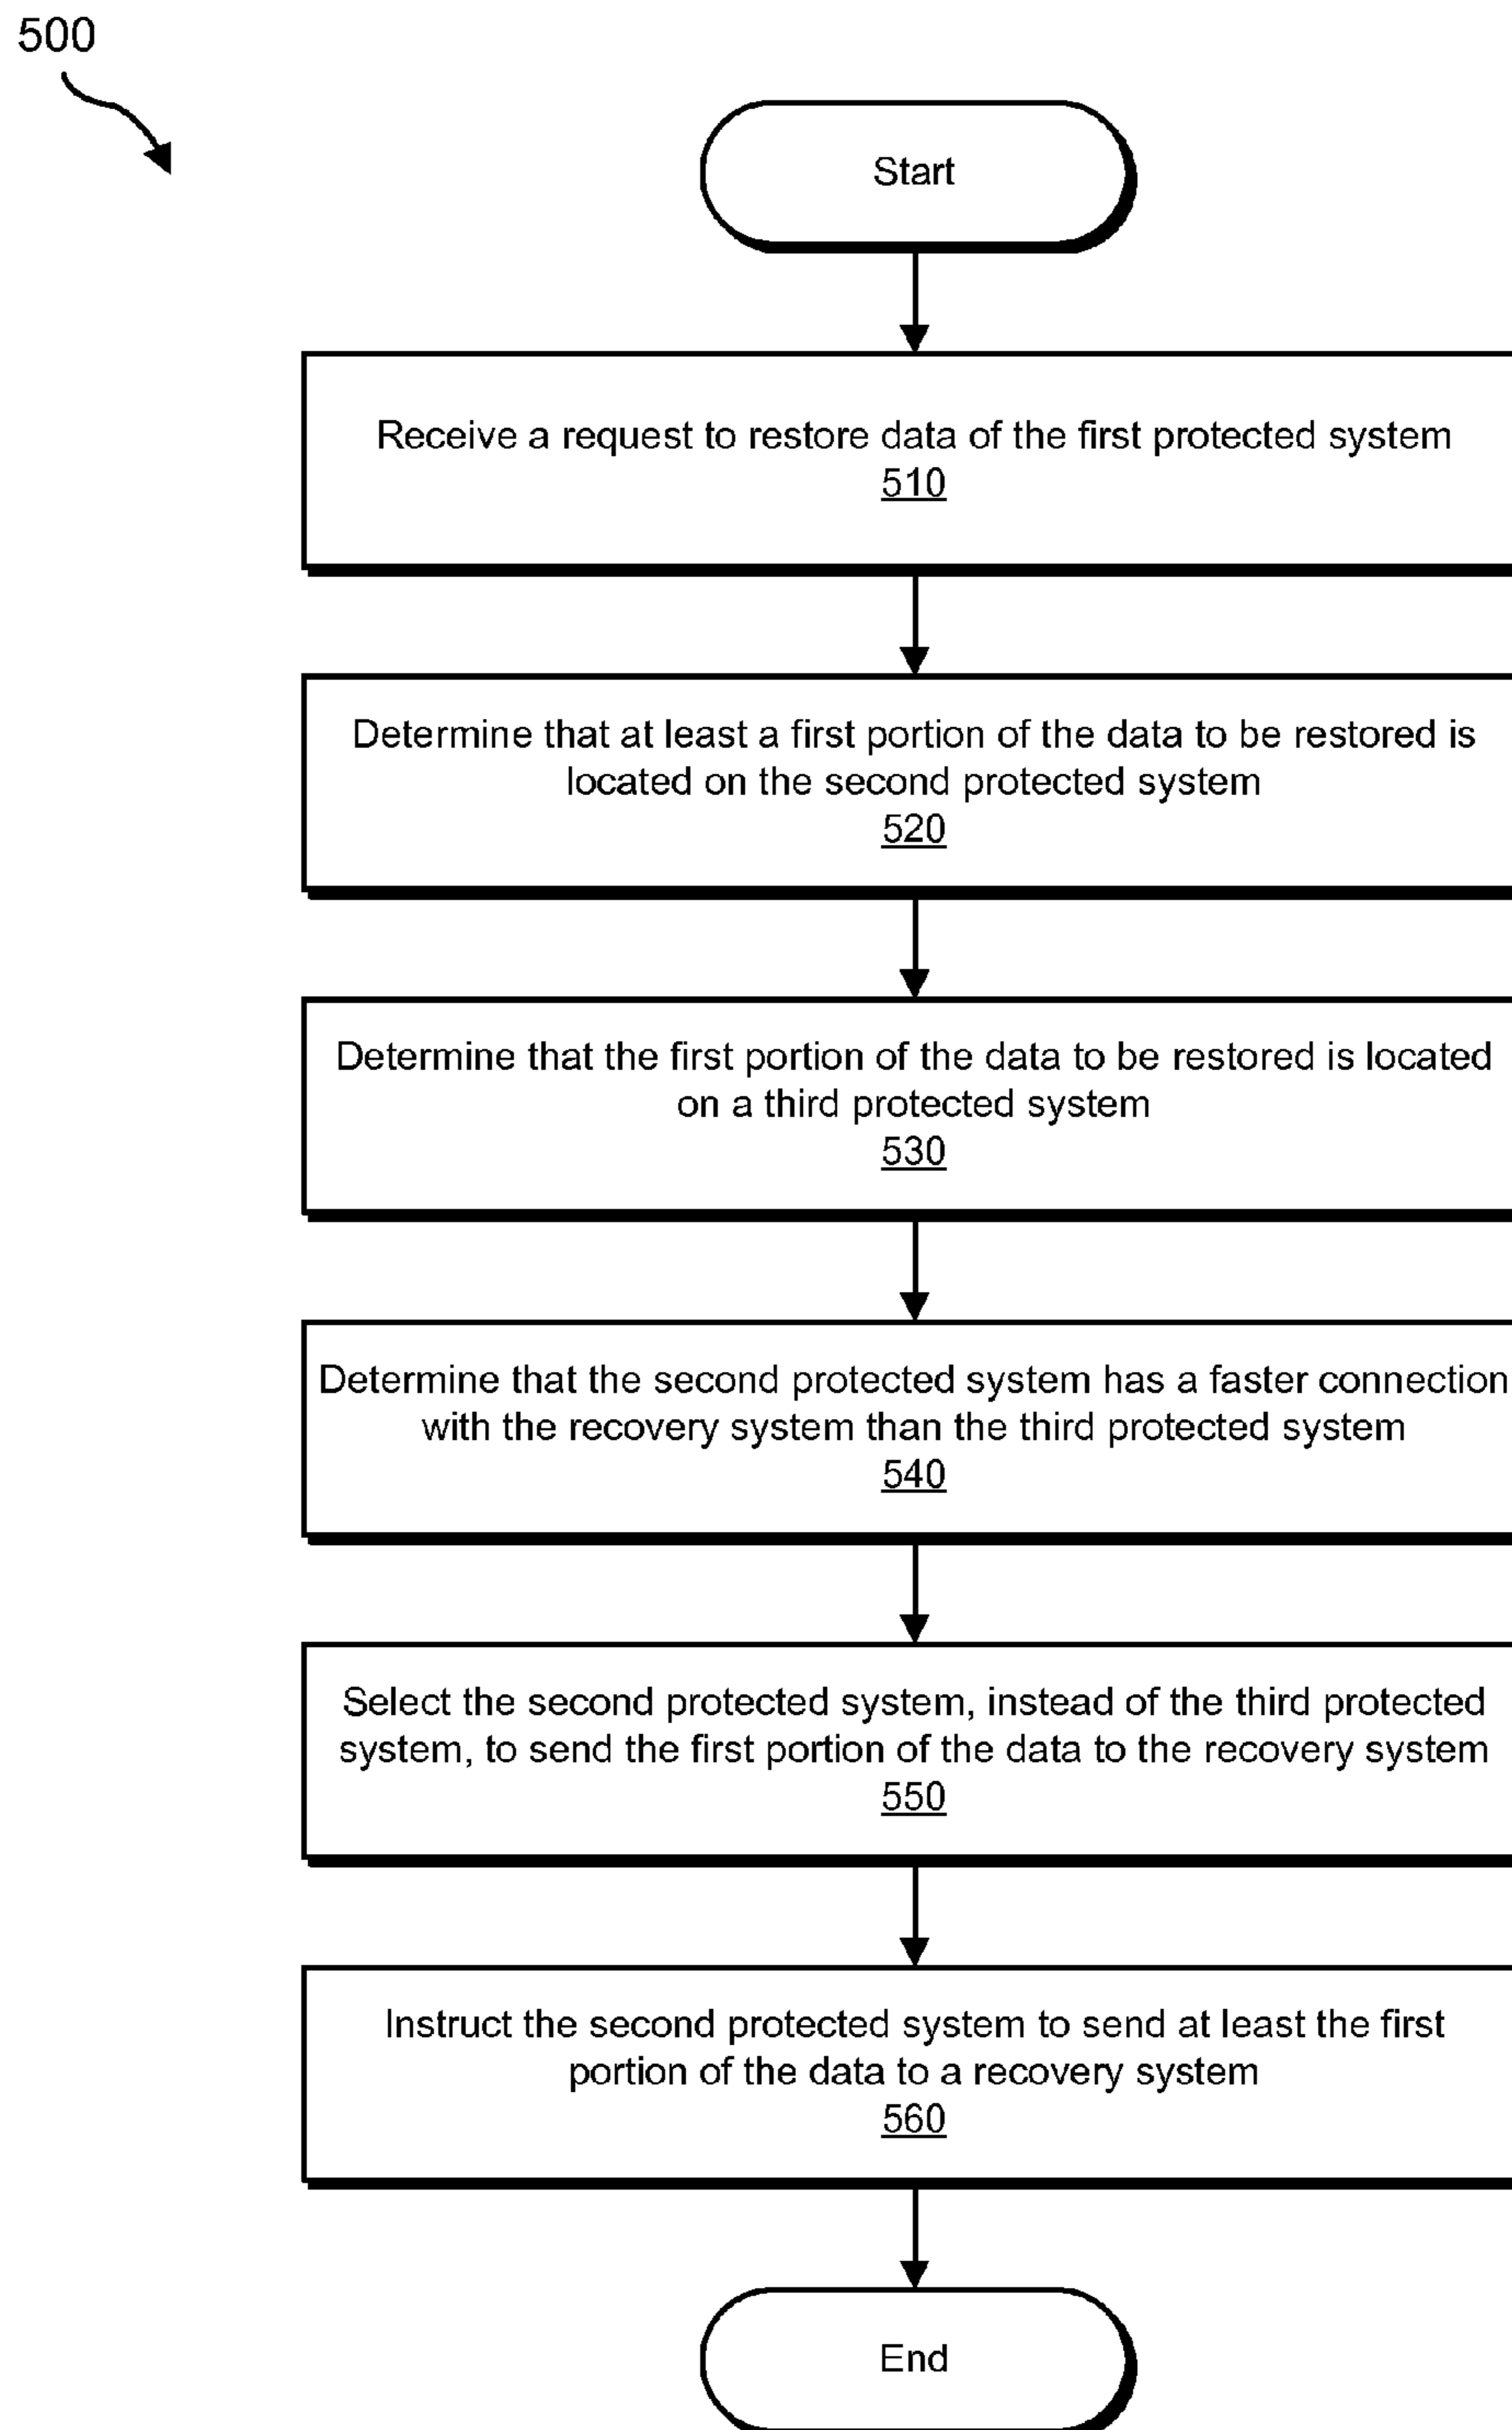 500
Start
Receive a request to restore data of the first protected system
510
Determine that at least a first portion of the data to be restored is
located on the second protected system
520
Determine that the first portion of the data to be restored is located
on a third protected system
530
Determine that the second protected system has a faster connection
with the recovery system than the third protected system
540
Select the second protected system, instead of the third protected
system, to send the first portion of the data to the recovery system
550
Instruct the second protected system to send at least the first
portion of the data to a recovery system
560
End